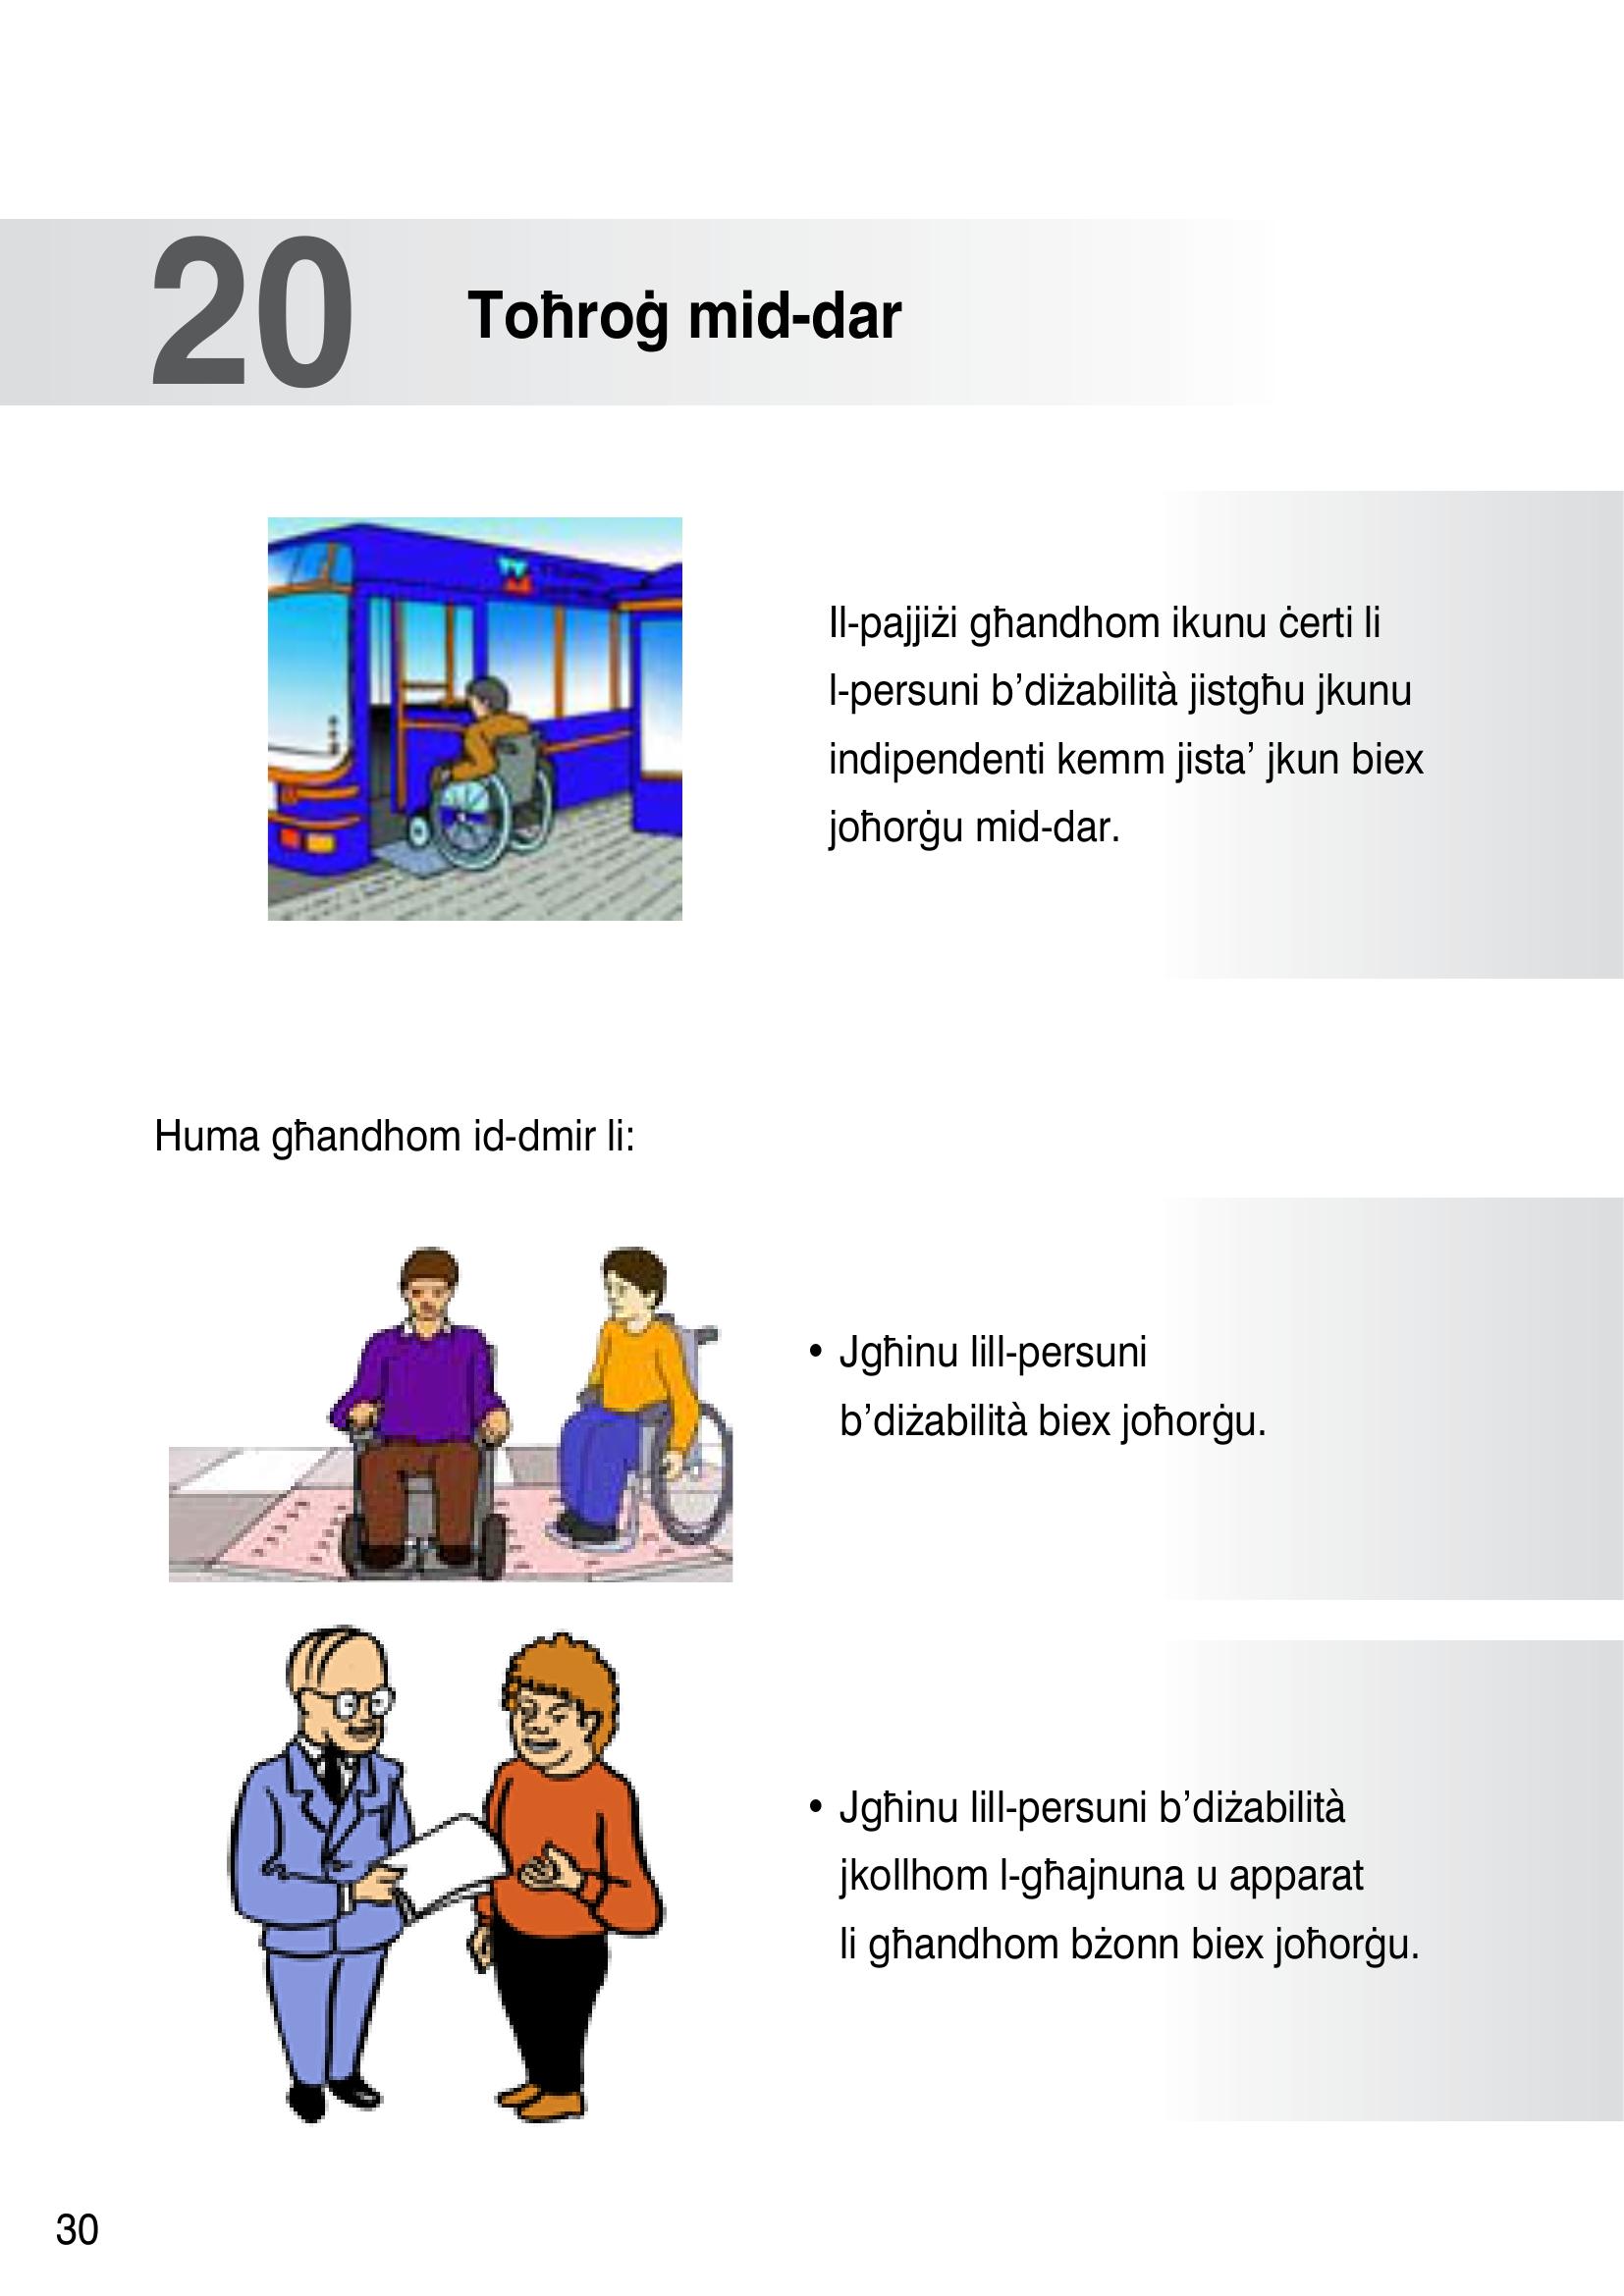 20
Toħroġ mid-dar
Il-pajjiżi għandhom ikunu ċerti li
l-persuni b’diżabilità jistgħu jkunu
indipendenti kemm jista’ jkun biex
joħorġu mid-dar.
Huma għandhom id-dmir li:
• Jgħinu lill-persuni
b’diżabilità biex joħorġu.
• Jgħinu lill-persuni b’diżabilità
jkollhom l-għajnuna u apparat
li għandhom bżonn biex joħorġu.
30